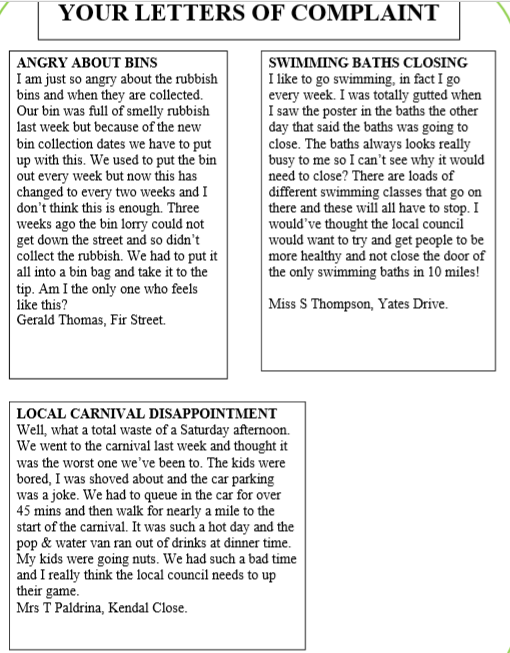 YOUR LETTERS OF COMPLAINT
ANGRY ABOUT BINS
I am just so angry about the rubbish
bins and when they are collected.
Our bin was full of smelly rubbish
last week but because of the new
bin collection dates we have to put
up with this. We used to put the bin
out every week but now this has
changed to every two weeks and I
don't think this is enough. Three
weeks ago the bin lorry could not
get down the street and so didn't
collect the rubbish. We had to put it
all into a bin bag and take it to the
tip. Am I the only one who feels
like this?
Gerald Thomas, Fir Street.
SWIMMING BATHS CLOSING
I like to go swimming, in fact I go
every week. I was totally gutted when
I saw the poster in the baths the other
day that said the baths was going to
close. The baths always looks really
busy to me so I can't see why it would
need to close? There are loads of
different swimming classes that go on
there and these will all have to stop. I
would've thought the local council
would want to try and get people to be
more healthy and not close the door of
the only swimming baths in 10 miles!
Miss S Thompson, Yates Drive.
LOCAL CARNIVAL DISAPPOINTMENT
Well, what a total waste of a Saturday afternoon.
We went to the carnival last week and thought it
was the worst one we've been to. The kids were
bored, I was shoved about and the car parking
was a joke. We had to queue in the car for over
45 mins and then walk for nearly a mile to the
start of the carnival. It was such a hot day and the
pop & water van ran out of drinks at dinner time.
My kids were going nuts. We had such a bad time
and I really think the local council needs to up
their game.
Mrs T Paldrina, Kendal Close.